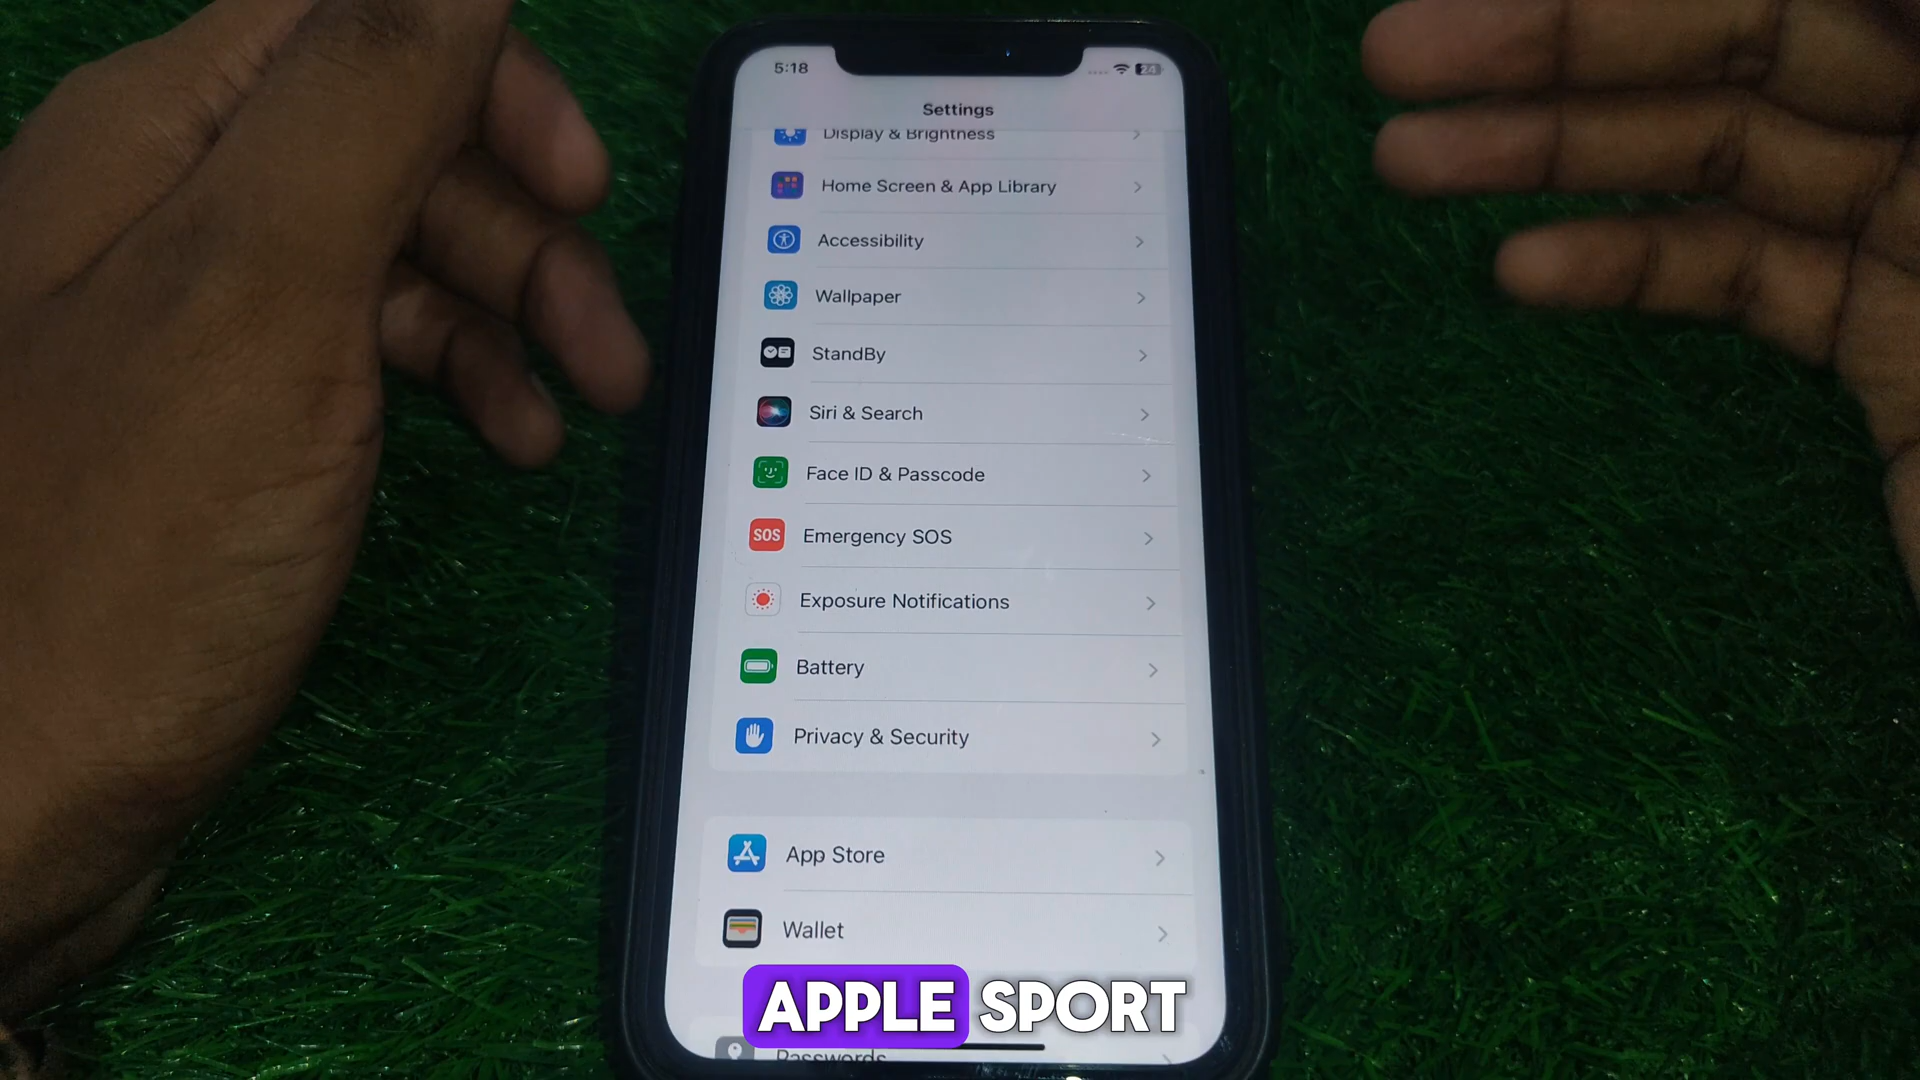 5:18
24
Settings
Display & Brightness
Home Screen & App Library
Accessibility
Wallpaper
StandBy
Siri & Search
Face ID & Passcode
SOS Emergency SOS
Exposure Notifications
Battery
Privacy & Security
App Store
Wallet
APPLE SPORT
Passwords